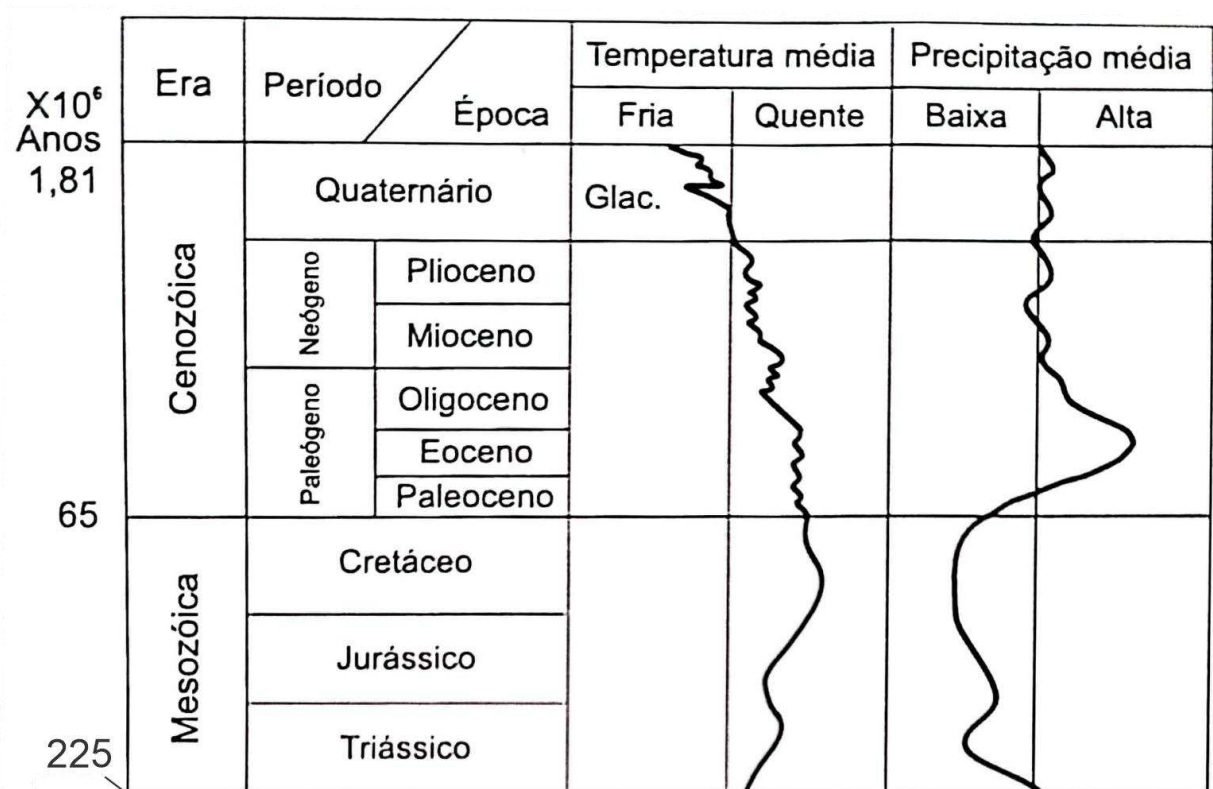 Temperatura média
Precipitação média
Era
Período
Época
X10⁶
Anos
Fria
Quente
Baixa
Alta
1,81
Quaternário
Glac.
Cenozóica
Neógeno
Plioceno
Mioceno
Paleógeno
Oligoceno
Eoceno
Paleoceno
65
Mesozóica
Cretáceo
Jurássico
Triássico
225